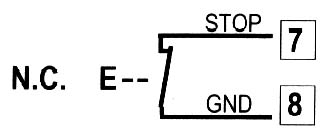 STOP 7
N.C. E--
GND 8